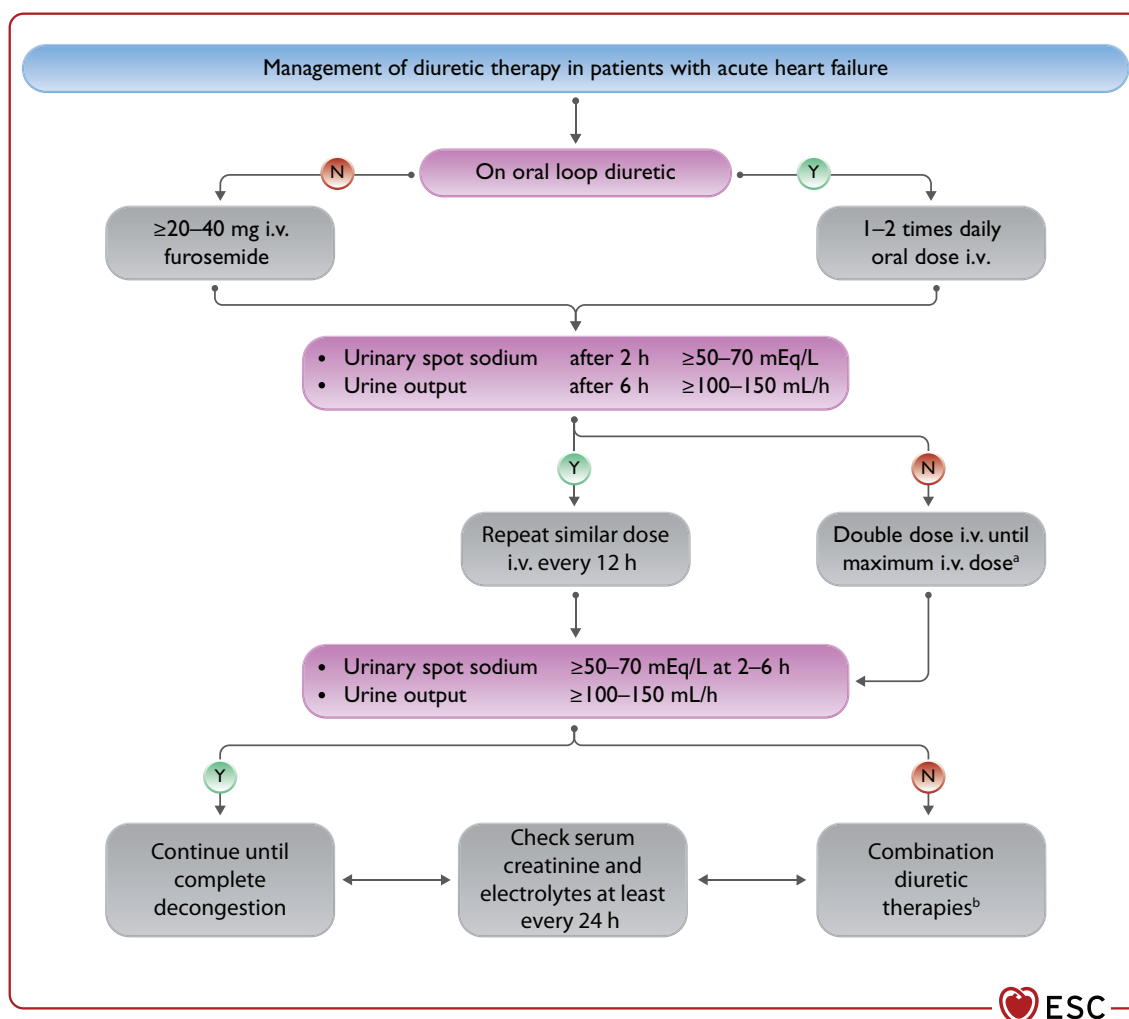 Management of diuretic therapy in patients with acute heart failure
N
On oral loop diuretic
Y
≥20–40 mg i.v.
furosemide
1–2 times daily
oral dose i.v.
• Urinary spot sodium after 2 h ≥50–70 mEq/L
• Urine output after 6 h ≥100–150 mL/h
Y
N
Repeat similar dose
i.v. every 12 h
Double dose i.v. until
maximum i.v. doseᵃ
• Urinary spot sodium ≥50–70 mEq/L at 2–6 h
• Urine output ≥100–150 mL/h
Y
N
Continue until
complete
decongestion
Check serum
creatinine and
electrolytes at least
every 24 h
Combination
diuretic
therapiesᵇ
ESC